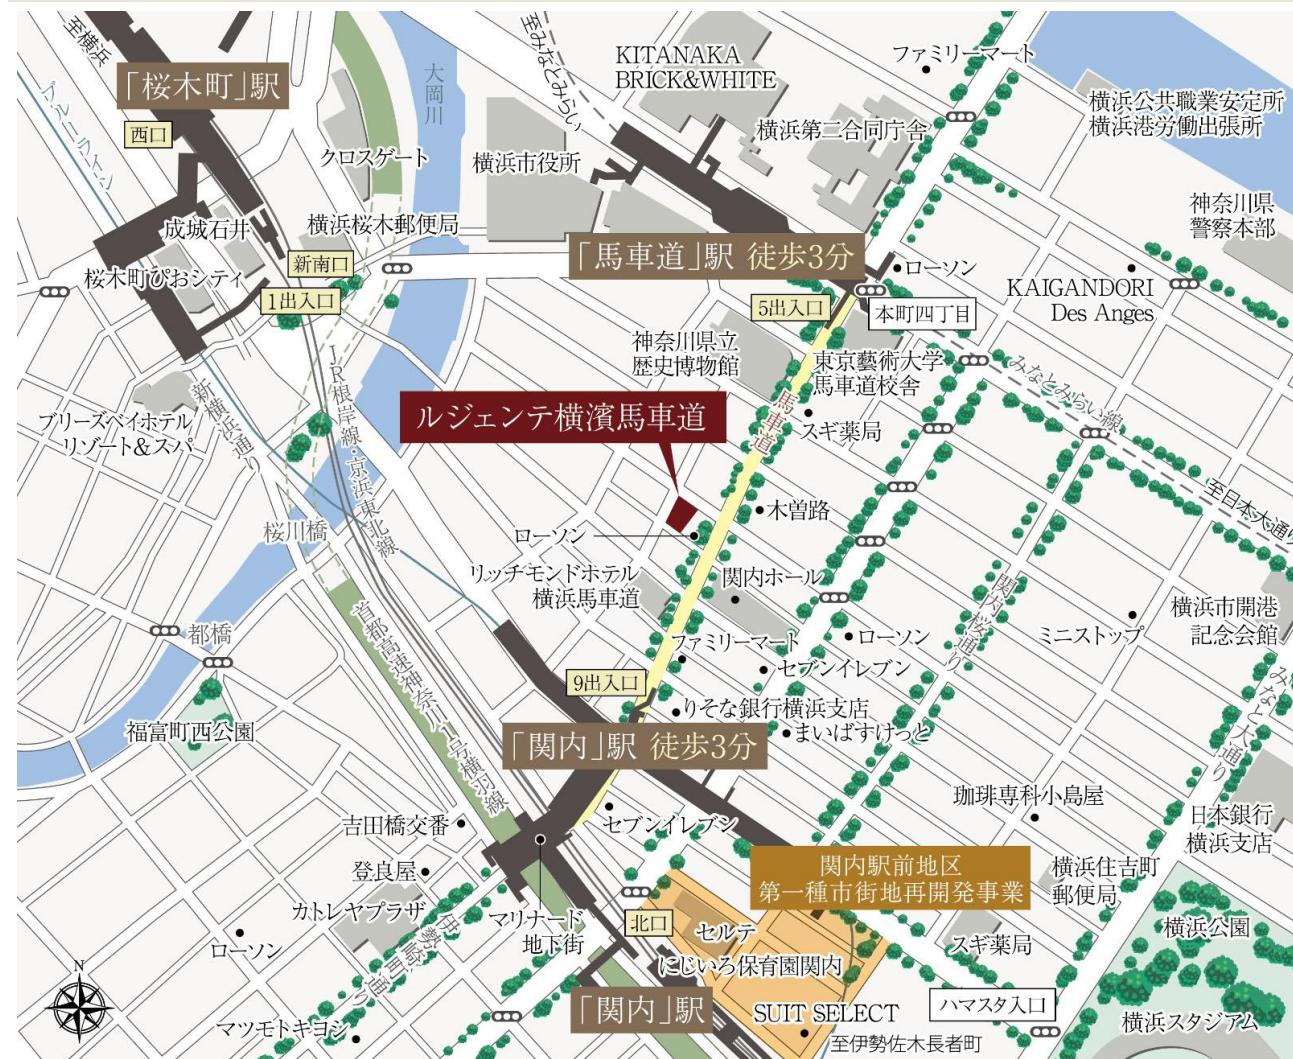 至横浜
「桜木町」駅
西口
ブルーライン
大岡川
クロスゲート
成城石井
横浜桜木郵便局
桜木町ぴおシティ
新南口
1出入口
至みなとみらい
KITANAKA
BRICK&WHITE
横浜市役所
横浜第二合同庁舎
ファミリーマート
横浜公共職業安定所
横浜港労働出張所
神奈川県
警察本部
「馬車道」駅 徒歩3分
ローソン
KAIGANDORI
Des Anges
5出入口
本町四丁目
神奈川県立
歴史博物館
東京藝術大学
馬車道校舎
みなとみらい線
馬車道
スギ薬局
ルジェンテ横濱馬車道
ブリーズベイホテル
リゾート&スパ
新横浜通り
JR根岸線・京浜東北線
桜川橋
木曽路
ローソン
至日本大通り
リッチモンドホテル
横浜馬車道
関内ホール
関内桜通り
横浜市開港
記念会館
ミニストップ
都橋
首都高速神奈川1号横羽線
ファミリーマート
ローソン
セブンイレブン
9出入口
りそな銀行横浜支店
まいばすけっと
みなと大通り
福富町西公園
「関内」駅 徒歩3分
珈琲専科小島屋
日本銀行
横浜支店
吉田橋交番
セブンイレブン
登良屋
関内駅前地区
第一種市街地再開発事業
横浜住吉町
郵便局
カトレヤプラザ
伊勢崎町通り
マリナード
地下街
北口
セルテ
スギ薬局
横浜公園
ローソン
にじいろ保育園関内
「関内」駅
SUIT SELECT
ハマスタ入口
横浜スタジアム
N
マツモトキヨシ
至伊勢佐木長者町